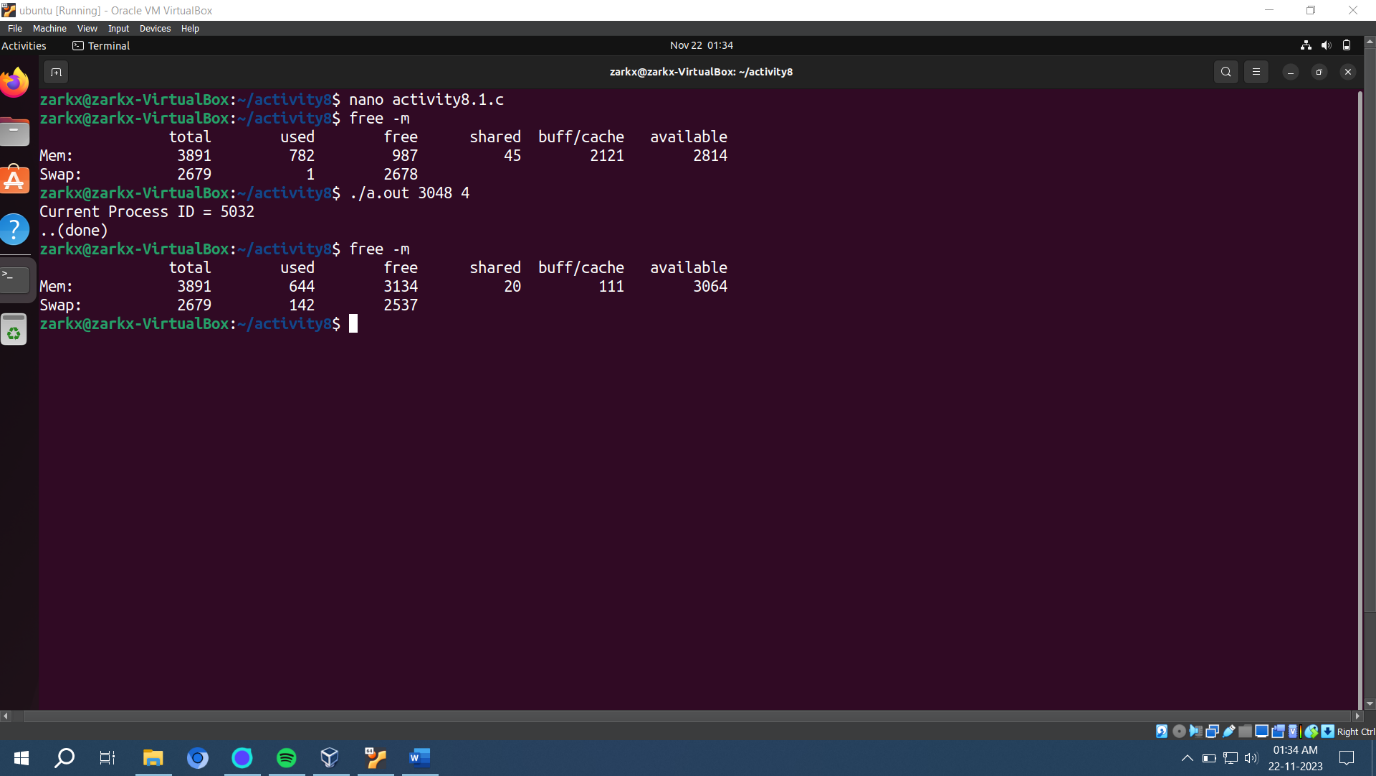 ubuntu [Running] - Oracle VM VirtualBox
File Machine View Input Devices Help
Activities Terminal Nov 22 01:34
zarkx@zarkx-VirtualBox: ~/activity8
zarkx@zarkx-VirtualBox:~/activity8$ nano activity8.1.c
zarkx@zarkx-VirtualBox:~/activity8$ free -m
total used free shared buff/cache available
Mem: 3891 782 987 45 2121 2814
Swap: 2679 1 2678
zarkx@zarkx-VirtualBox:~/activity8$ ./a.out 3048 4
Current Process ID = 5032
..(done)
zarkx@zarkx-VirtualBox:~/activity8$ free -m
total used free shared buff/cache available
Mem: 3891 644 3134 20 111 3064
Swap: 2679 142 2537
zarkx@zarkx-VirtualBox:~/activity8$
Right Ctrl
01:34 AM
22-11-2023